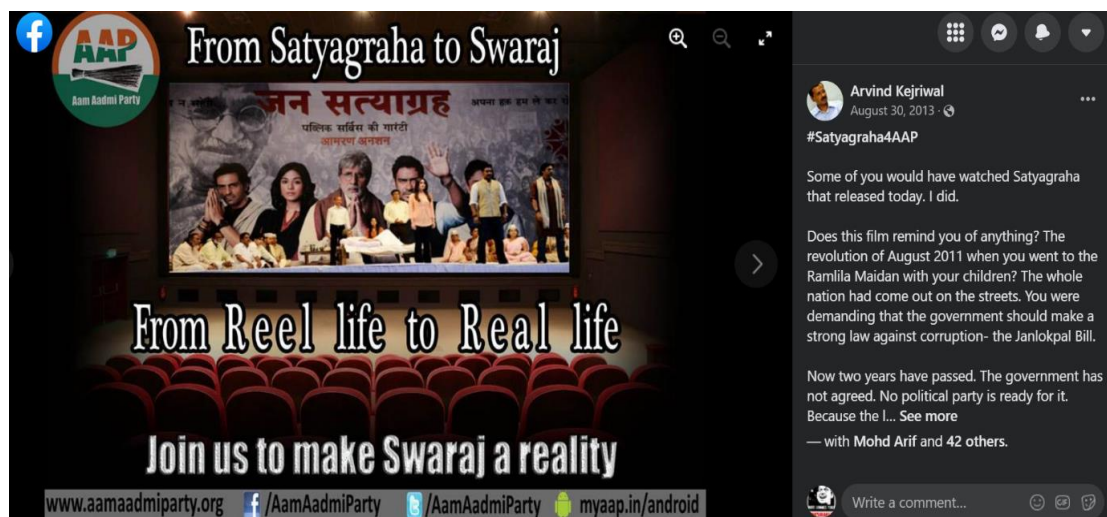 AAP
Aam Aadmi Party
From Satyagraha to Swaraj
जन सत्याग्रह
अपना हक़ हम ले कर
पब्लिक सर्बिस की गारंटी
आमरण अनशन
From Reel life to Real life
Join us to make Swaraj a reality
www.aamaadmiparty.org /AamAadmiParty /AamAadmiParty myaap.in/android
Arvind Kejriwal
August 30, 2013
#Satyagraha4AAP
Some of you would have watched Satyagraha
that released today. I did.
Does this film remind you of anything? The
revolution of August 2011 when you went to the
Ramlila Maidan with your children? The whole
nation had come out on the streets. You were
demanding that the government should make a
strong law against corruption- the Janlokpal Bill.
Now two years have passed. The government has
not agreed. No political party is ready for it.
Because the l... See more
— with Mohd Arif and 42 others.
Write a comment...
GIF